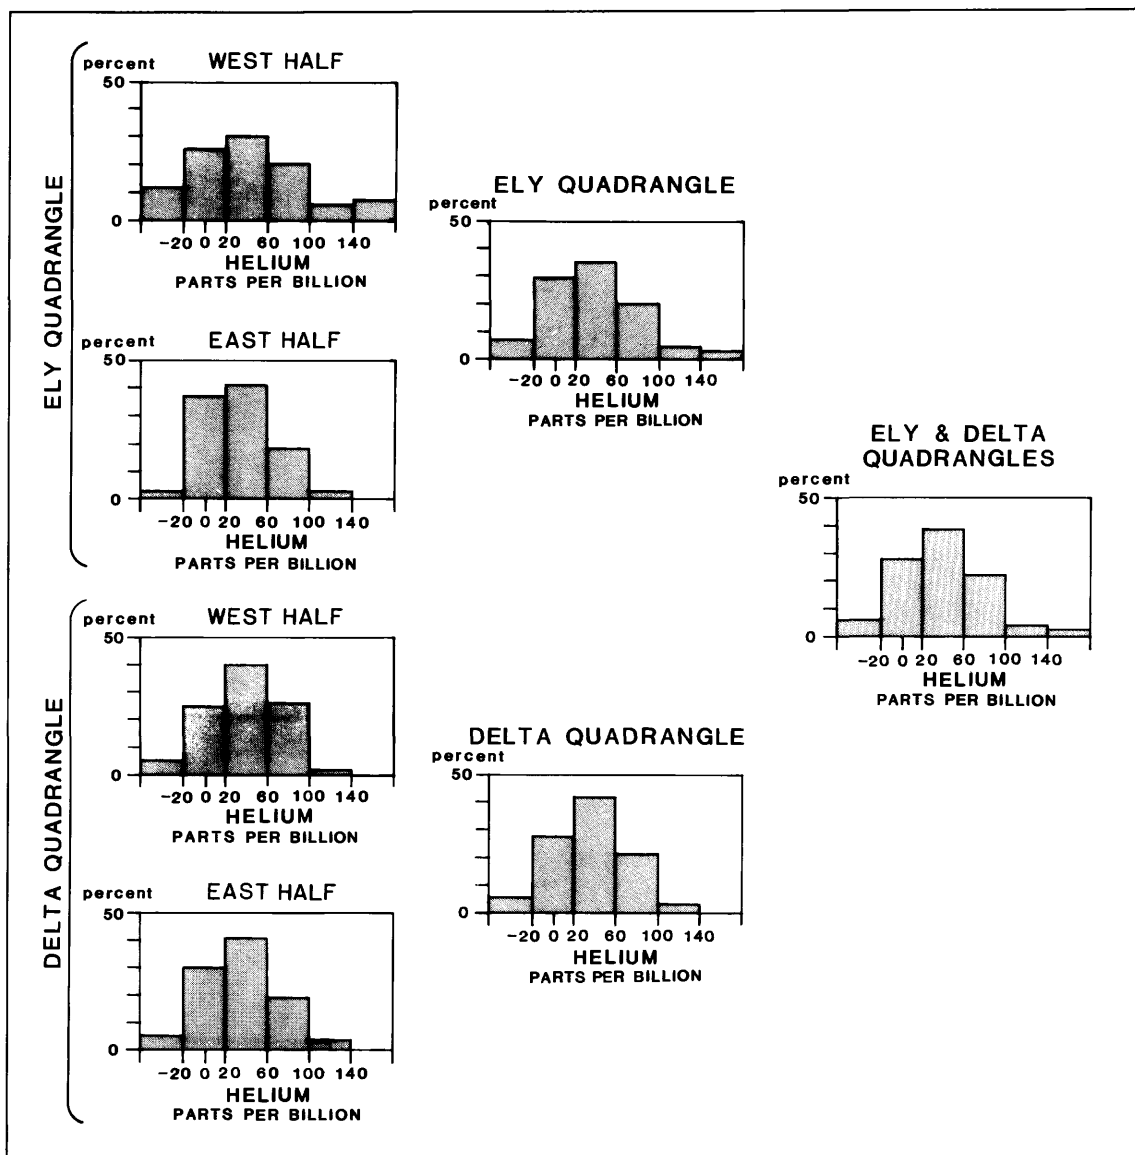 ELY QUADRANGLE
WEST HALF
percent
50
0
-20 0 20 60 100 140
HELIUM
PARTS PER BILLION
EAST HALF
percent
50
0
-20 0 20 60 100 140
HELIUM
PARTS PER BILLION
DELTA QUADRANGLE
WEST HALF
percent
50
0
-20 0 20 60 100 140
HELIUM
PARTS PER BILLION
EAST HALF
percent
50
0
-20 0 20 60 100 140
HELIUM
PARTS PER BILLION
ELY QUADRANGLE
percent
50
0
-20 0 20 60 100 140
HELIUM
PARTS PER BILLION
DELTA QUADRANGLE
percent
50
0
-20 0 20 60 100 140
HELIUM
PARTS PER BILLION
ELY & DELTA
QUADRANGLES
percent
50
0
-20 0 20 60 100 140
HELIUM
PARTS PER BILLION